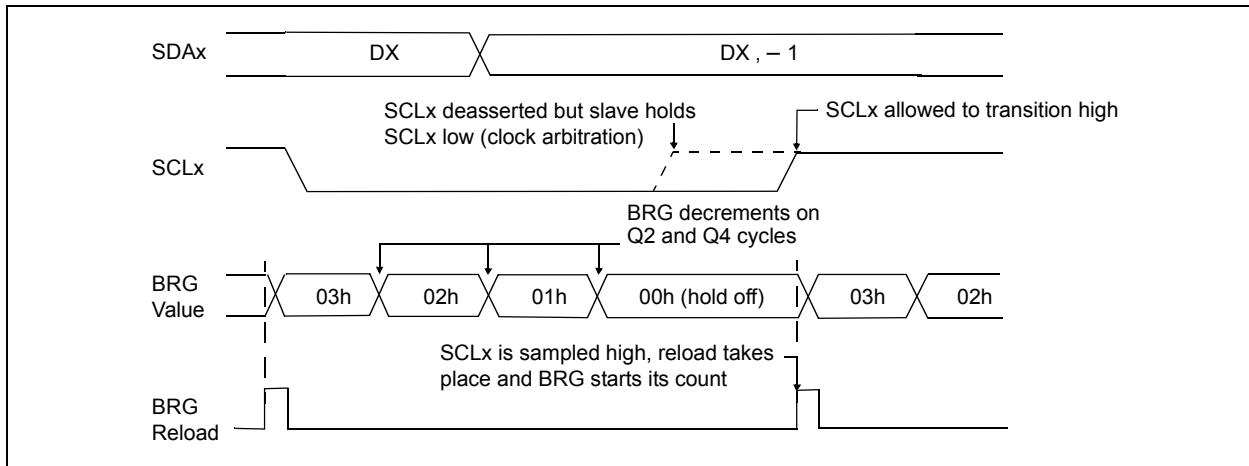 SDAx
DX
DX , – 1
SCLx deasserted but slave holds
SCLx low (clock arbitration)
SCLx allowed to transition high
SCLx
BRG decrements on
Q2 and Q4 cycles
BRG
Value
03h
02h
01h
00h (hold off)
03h
02h
SCLx is sampled high, reload takes
place and BRG starts its count
BRG
Reload